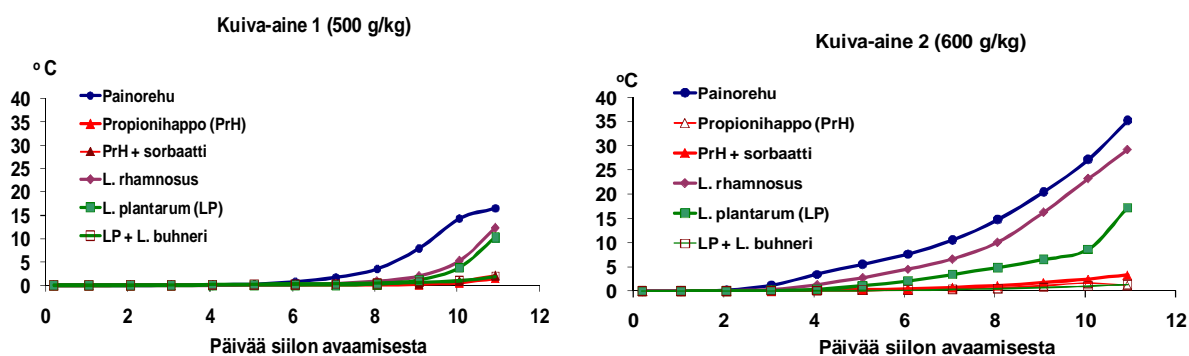 Kuiva-aine 1 (500 g/kg)
o C
40
35
30
25
20
15
10
5
0
Painorehu
Propionihappo (PrH)
PrH + sorbaatti
L. rhamnosus
L. plantarum (LP)
LP + L. buhneri
0 2 4 6 8 10 12
Päivää siilon avaamisesta
Kuiva-aine 2 (600 g/kg)
oC
40
35
30
25
20
15
10
5
0
Painorehu
Propionihappo (PrH)
PrH + sorbaatti
L. rhamnosus
L. plantarum (LP)
LP + L. buhneri
0 2 4 6 8 10 12
Päivää siilon avaamisesta